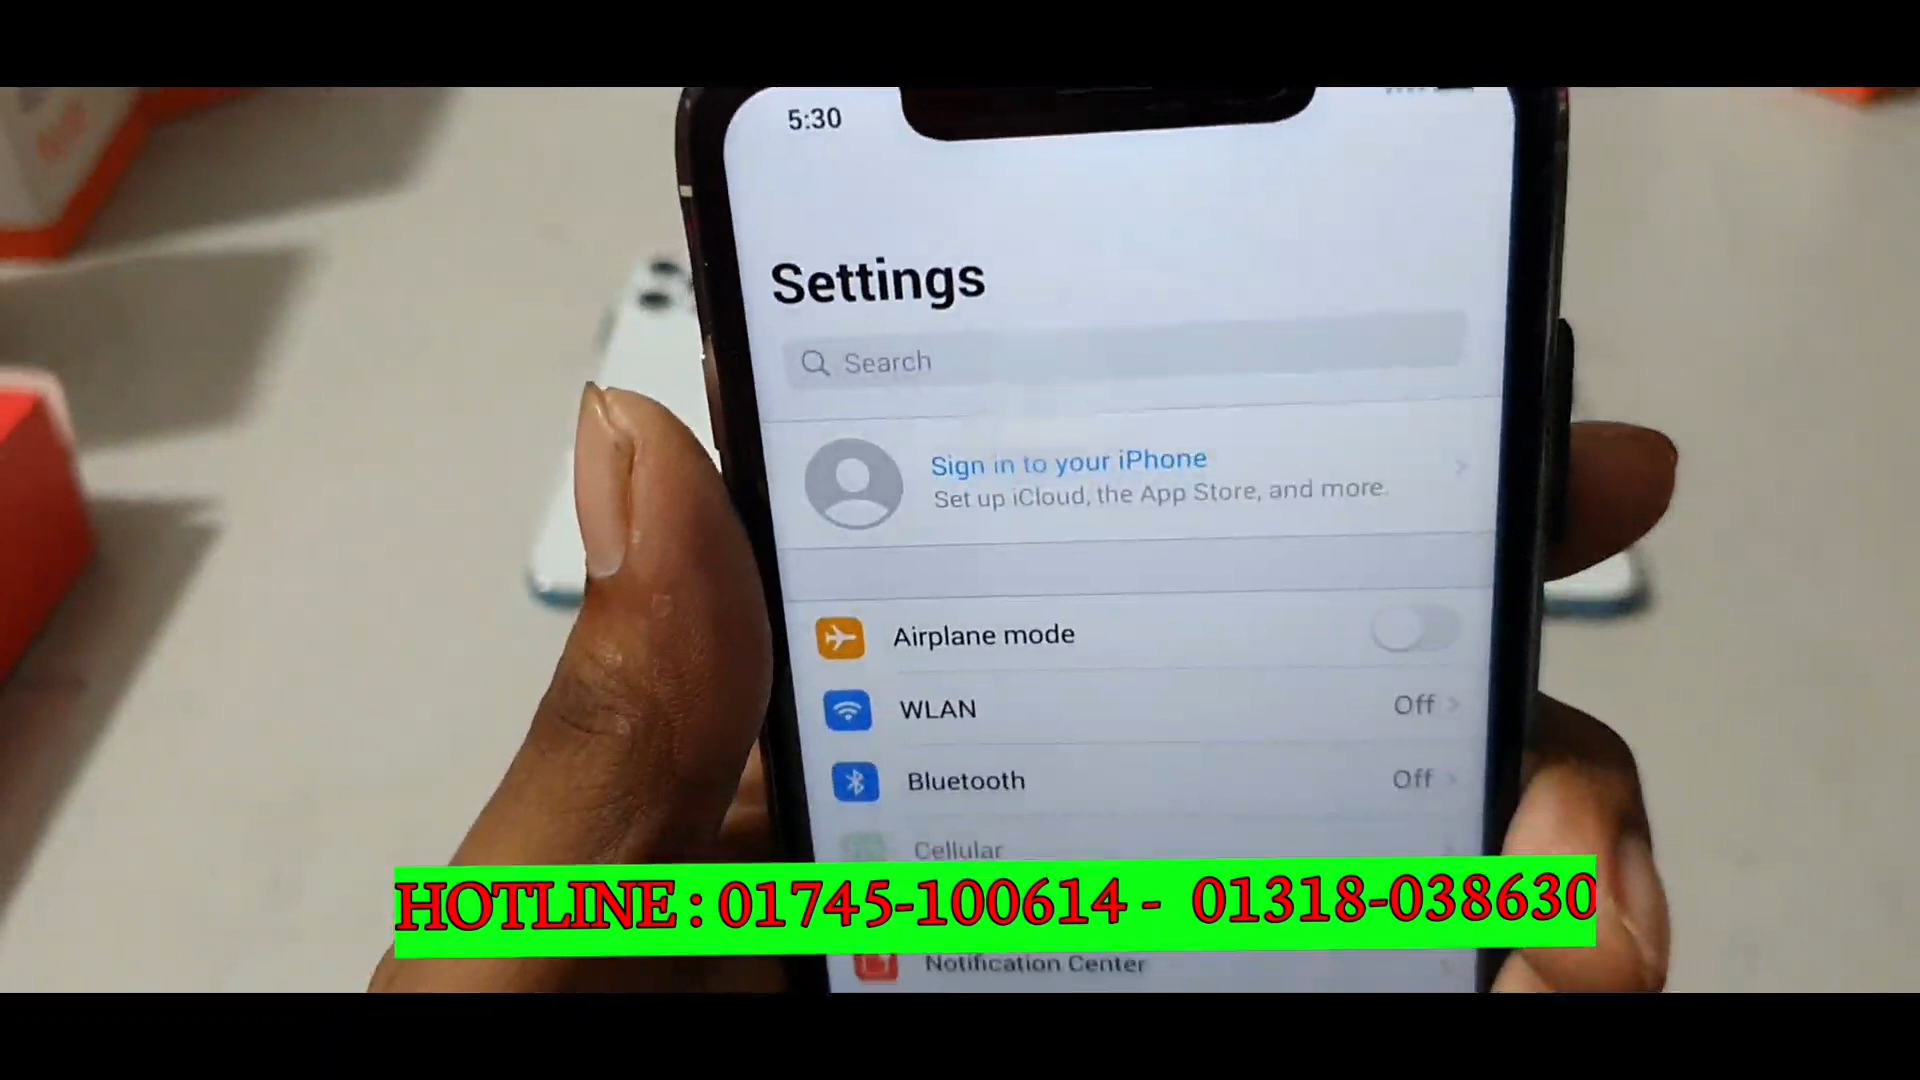 5:30
Settings
Search
Sign in to your iPhone
Set up iCloud, the App Store, and more.
Airplane mode
WLAN Off
Bluetooth Off
Cellular
HOTLINE : 01745-100614 - 01318-038630
Notification Center